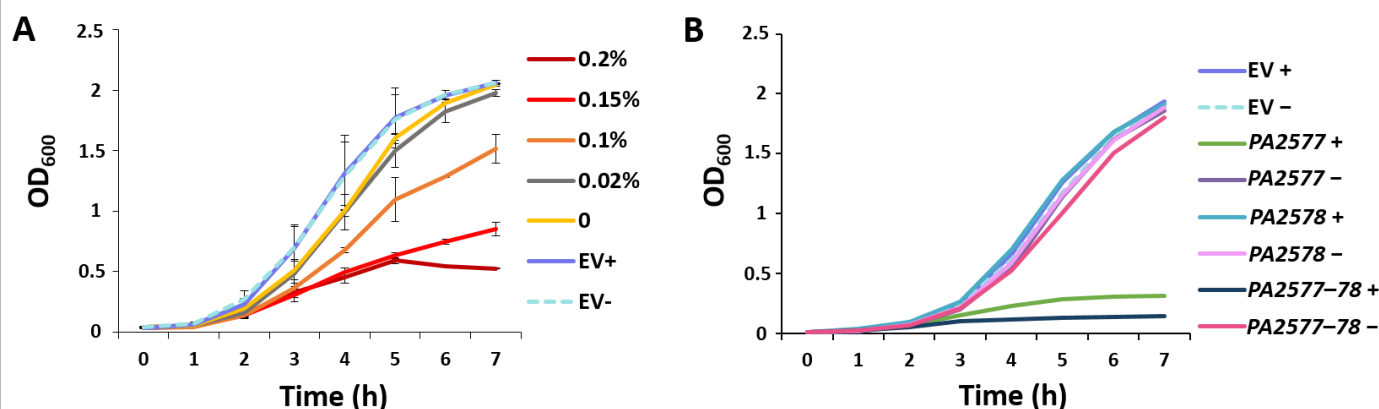 A
2.5
2
1.5
1
0.5
0
OD600
0 1 2 3 4 5 6 7
Time (h)
0.2%
0.15%
0.1%
0.02%
0
EV+
EV-
B
2.5
2
1.5
1
0.5
0
OD600
0 1 2 3 4 5 6 7
Time (h)
EV +
EV –
PA2577 +
PA2577 –
PA2578 +
PA2578 –
PA2577–78 +
PA2577–78 –